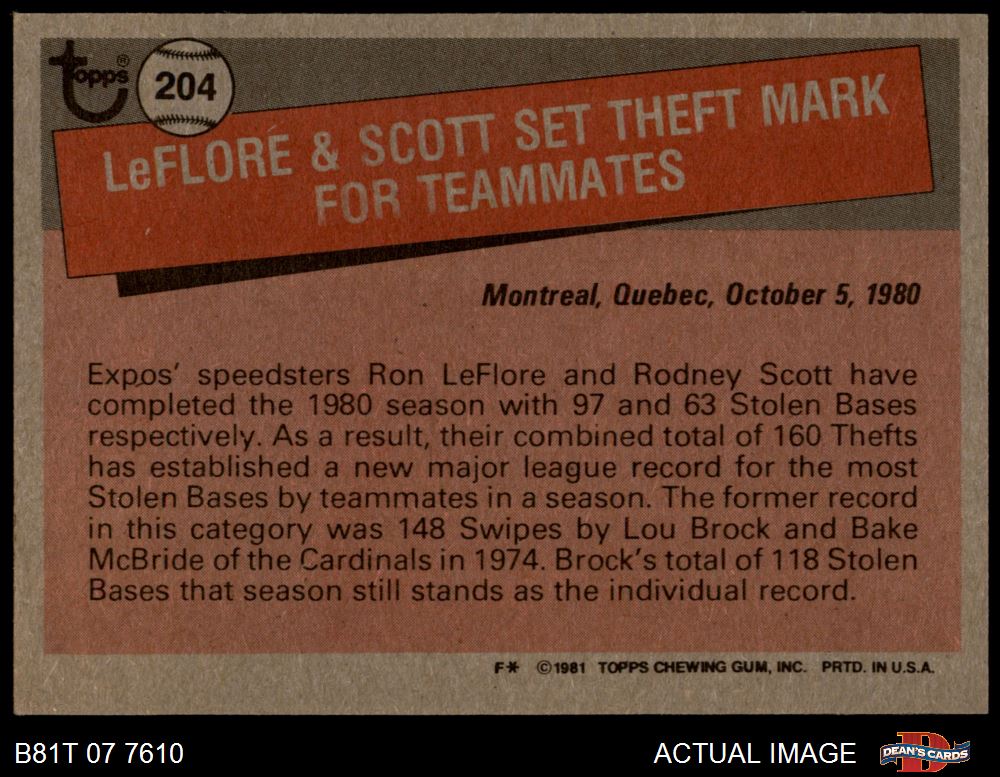 topps®
204
LeFLORÉ & SCOTT SET THEFT MARK
FOR TEAMMATES
Montreal, Quebec, October 5, 1980
Expos' speedsters Ron LeFlore and Rodney Scott have
completed the 1980 season with 97 and 63 Stolen Bases
respectively. As a result, their combined total of 160 Thefts
has established a new major league record for the most
Stolen Bases by teammates in a season. The former record
in this category was 148 Swipes by Lou Brock and Bake
McBride of the Cardinals in 1974. Brock's total of 118 Stolen
Bases that season still stands as the individual record.
F* ©1981 TOPPS CHEWING GUM, INC. PRTD. IN U.S.A.
B81T 07 7610
ACTUAL IMAGE
D
DEAN'S CARDS